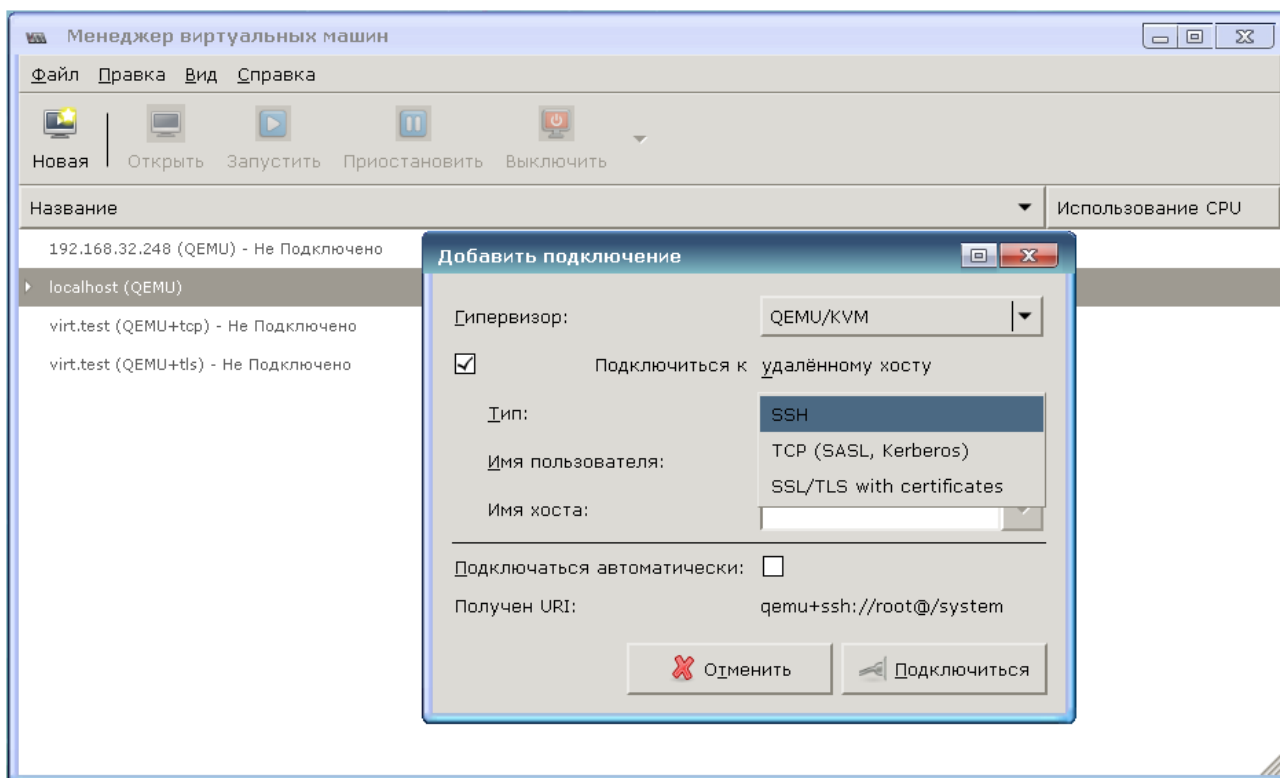 Менеджер виртуальных машин
Файл Правка Вид Справка
Новая Открыть Запустить Приостановить Выключить
Название Использование CPU
192.168.32.248 (QEMU) - Не Подключено
localhost (QEMU)
virt.test (QEMU+tcp) - Не Подключено
virt.test (QEMU+tls) - Не Подключено
Добавить подключение
Гипервизор: QEMU/KVM
Подключиться к удалённому хосту
Тип: SSH
TCP (SASL, Kerberos)
Имя пользователя:
SSL/TLS with certificates
Имя хоста:
Подключаться автоматически:
Получен URI: qemu+ssh://root@/system
Отменить Подключиться